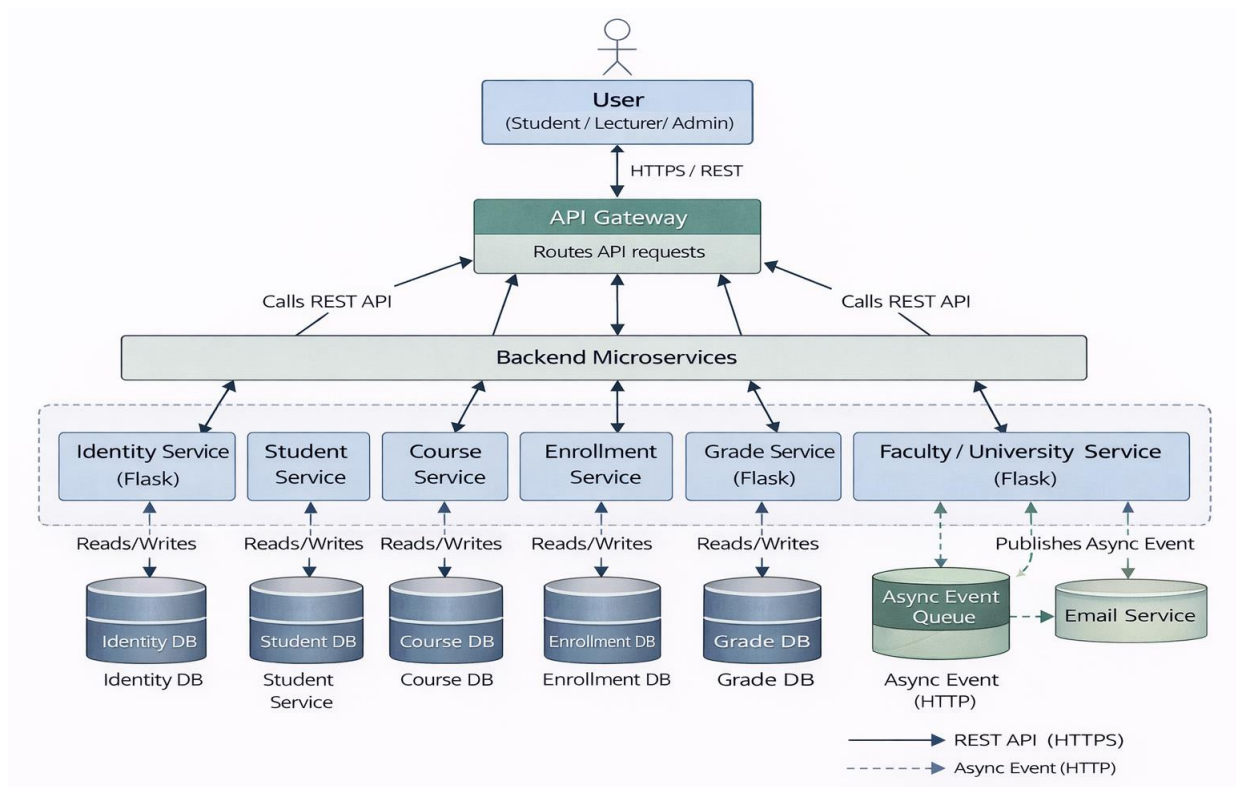 User
(Student / Lecturer/ Admin)
HTTPS / REST
API Gateway
Routes API requests
Calls REST API
Calls REST API
Backend Microservices
Identity Service
(Flask)
Student
Service
Course
Service
Enrollment
Service
Grade Service
(Flask)
Faculty / University Service
(Flask)
Reads/Writes
Reads/Writes
Reads/Writes
Reads/Writes
Reads/Writes
Publishes Async Event
Identity DB
Student DB
Course DB
Enrollment DB
Grade DB
Async Event
Queue
Email Service
Identity DB
Student
Service
Course DB
Enrollment DB
Grade DB
Async Event
(HTTP)
REST API (HTTPS)
Async Event (HTTP)